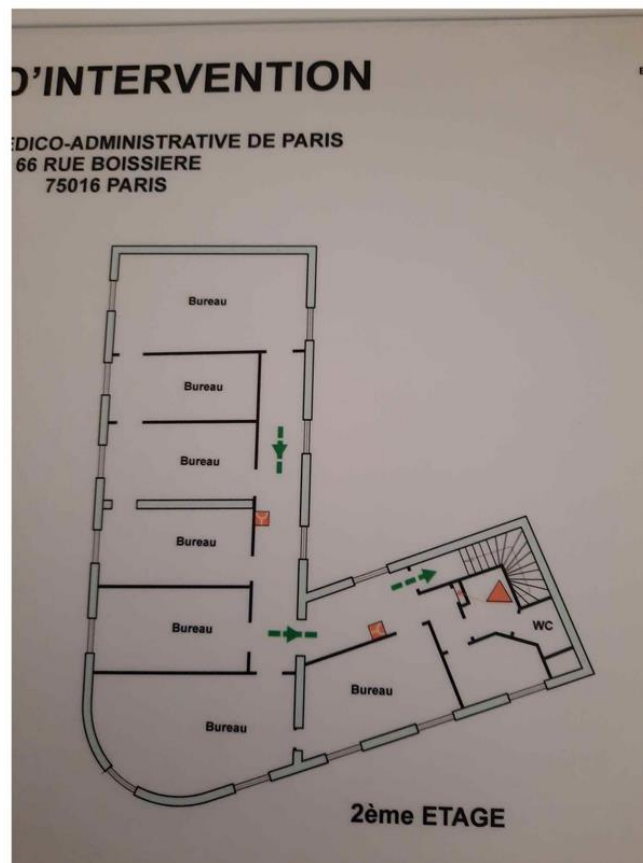 D'INTERVENTION
EDICO-ADMINISTRATIVE DE PARIS
66 RUE BOISSIERE
75016 PARIS
Bureau
Bureau
Bureau
Bureau
Bureau
Bureau
Bureau
WC
2ème ETAGE